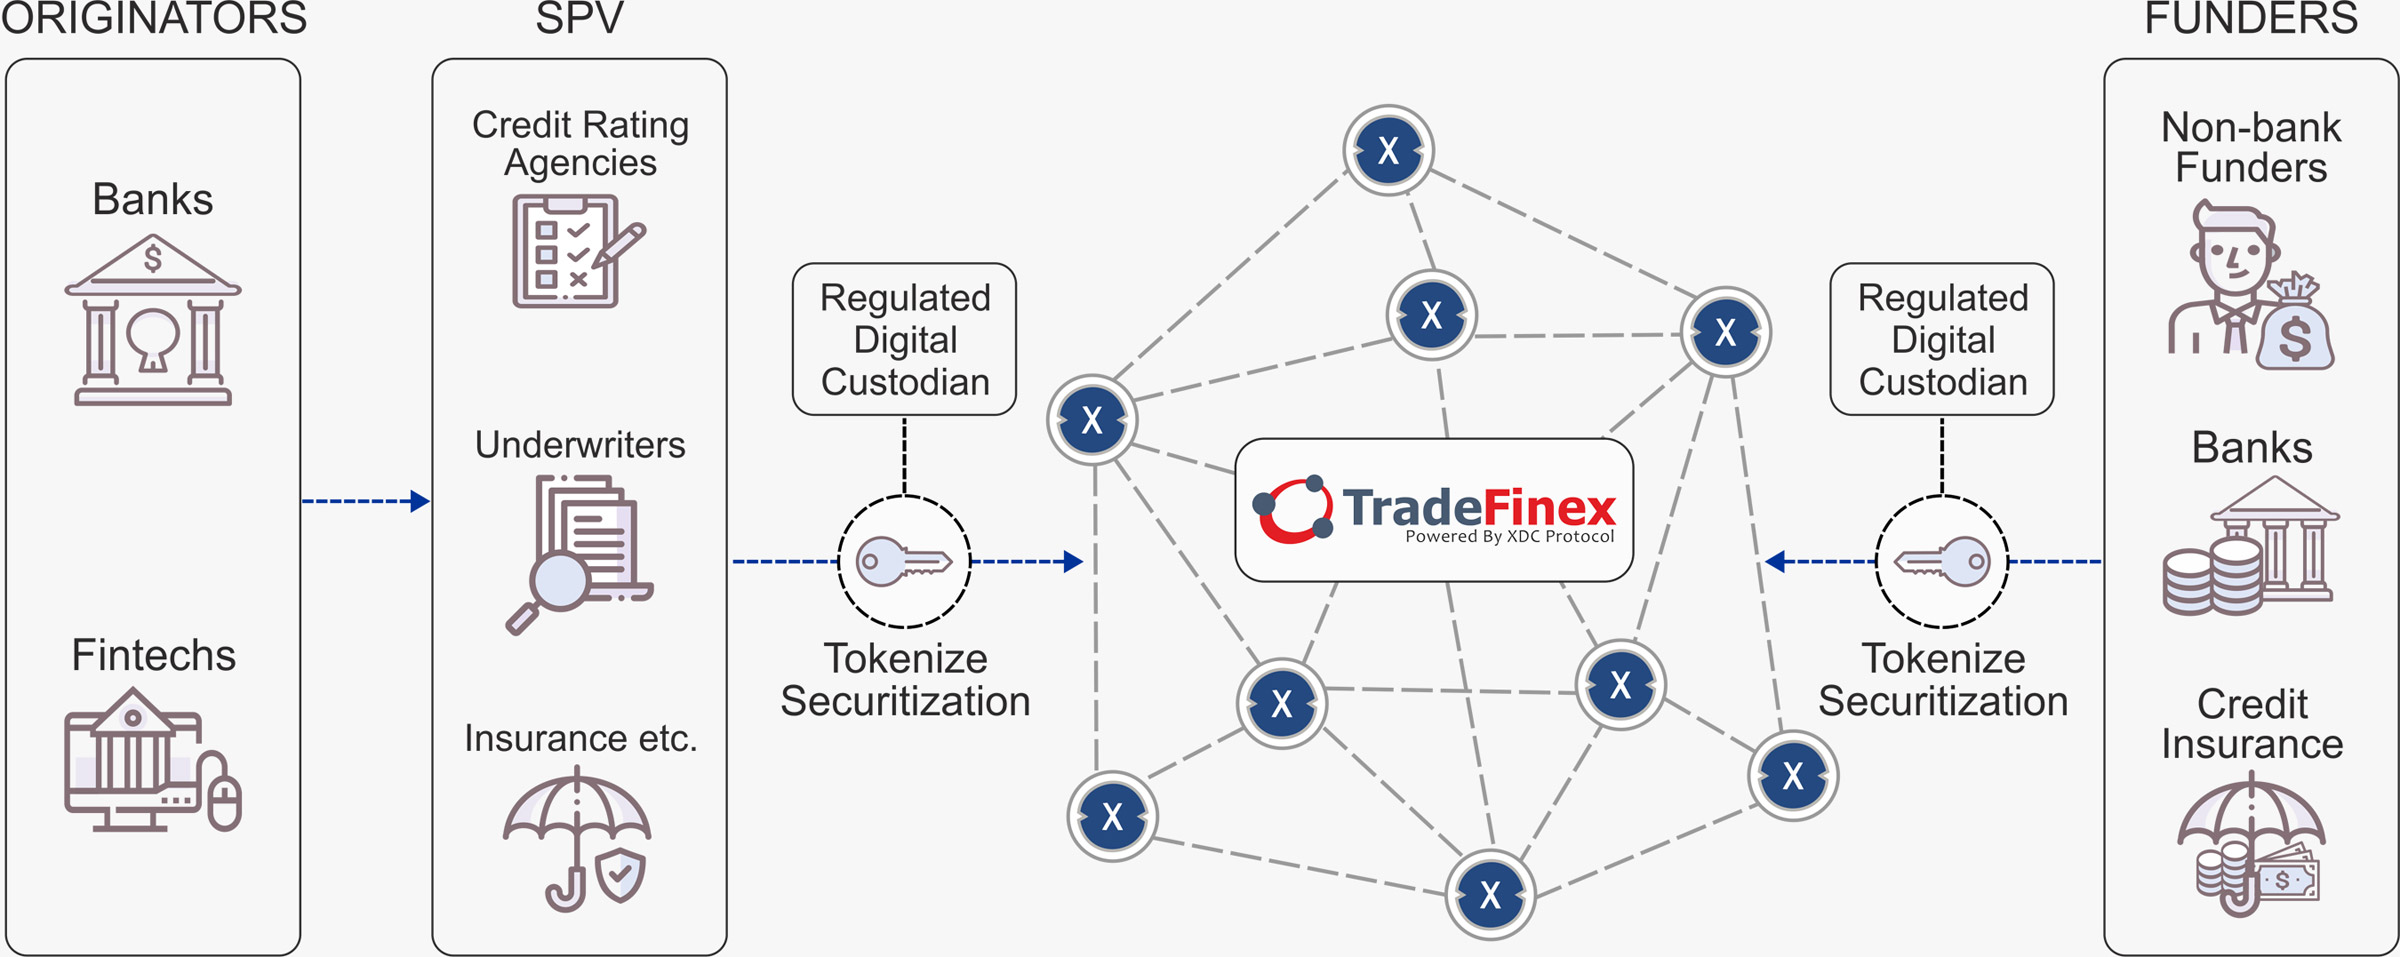 ORIGINATORS
Banks
$
Fintechs
SPV
Credit Rating
Agencies
Underwriters
Insurance etc.
Regulated
Digital
Custodian
Tokenize
Securitization
X
X
X
X
TradeFinex
Powered By XDC Protocol
X
X
X
X
X
Regulated
Digital
Custodian
Tokenize
Securitization
FUNDERS
Non-bank
Funders
$
Banks
Credit
Insurance
$